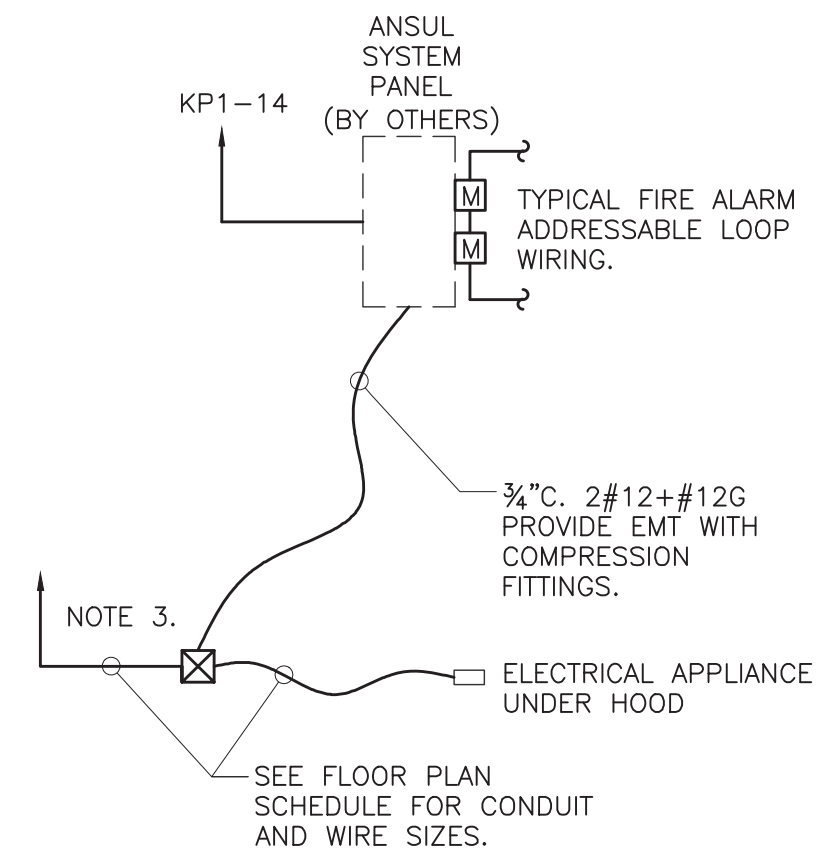 ANSUL
SYSTEM
PANEL
(BY OTHERS)
KP1-14
M
M
TYPICAL FIRE ALARM
ADDRESSABLE LOOP
WIRING.
¾"C. 2#12+#12G
PROVIDE EMT WITH
COMPRESSION
FITTINGS.
NOTE 3.
ELECTRICAL APPLIANCE
UNDER HOOD
SEE FLOOR PLAN
SCHEDULE FOR CONDUIT
AND WIRE SIZES.